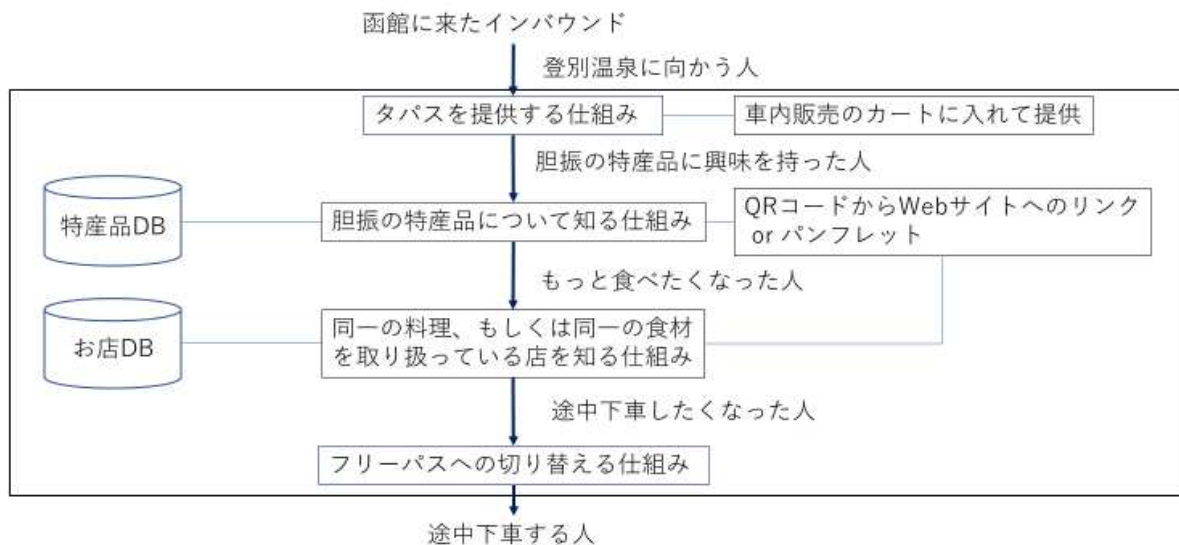 函館に来たインバウンド
登別温泉に向かう人
タパスを提供する仕組み
車内販売のカートに入れて提供
胆振の特産品に興味を持った人
特産品DB
胆振の特産品について知る仕組み
QRコードからWebサイトへのリンク
or パンフレット
もっと食べたくなった人
お店DB
同一の料理、もしくは同一の食材
を取り扱っている店を知る仕組み
途中下車したくなった人
フリーパスへの切り替える仕組み
途中下車する人